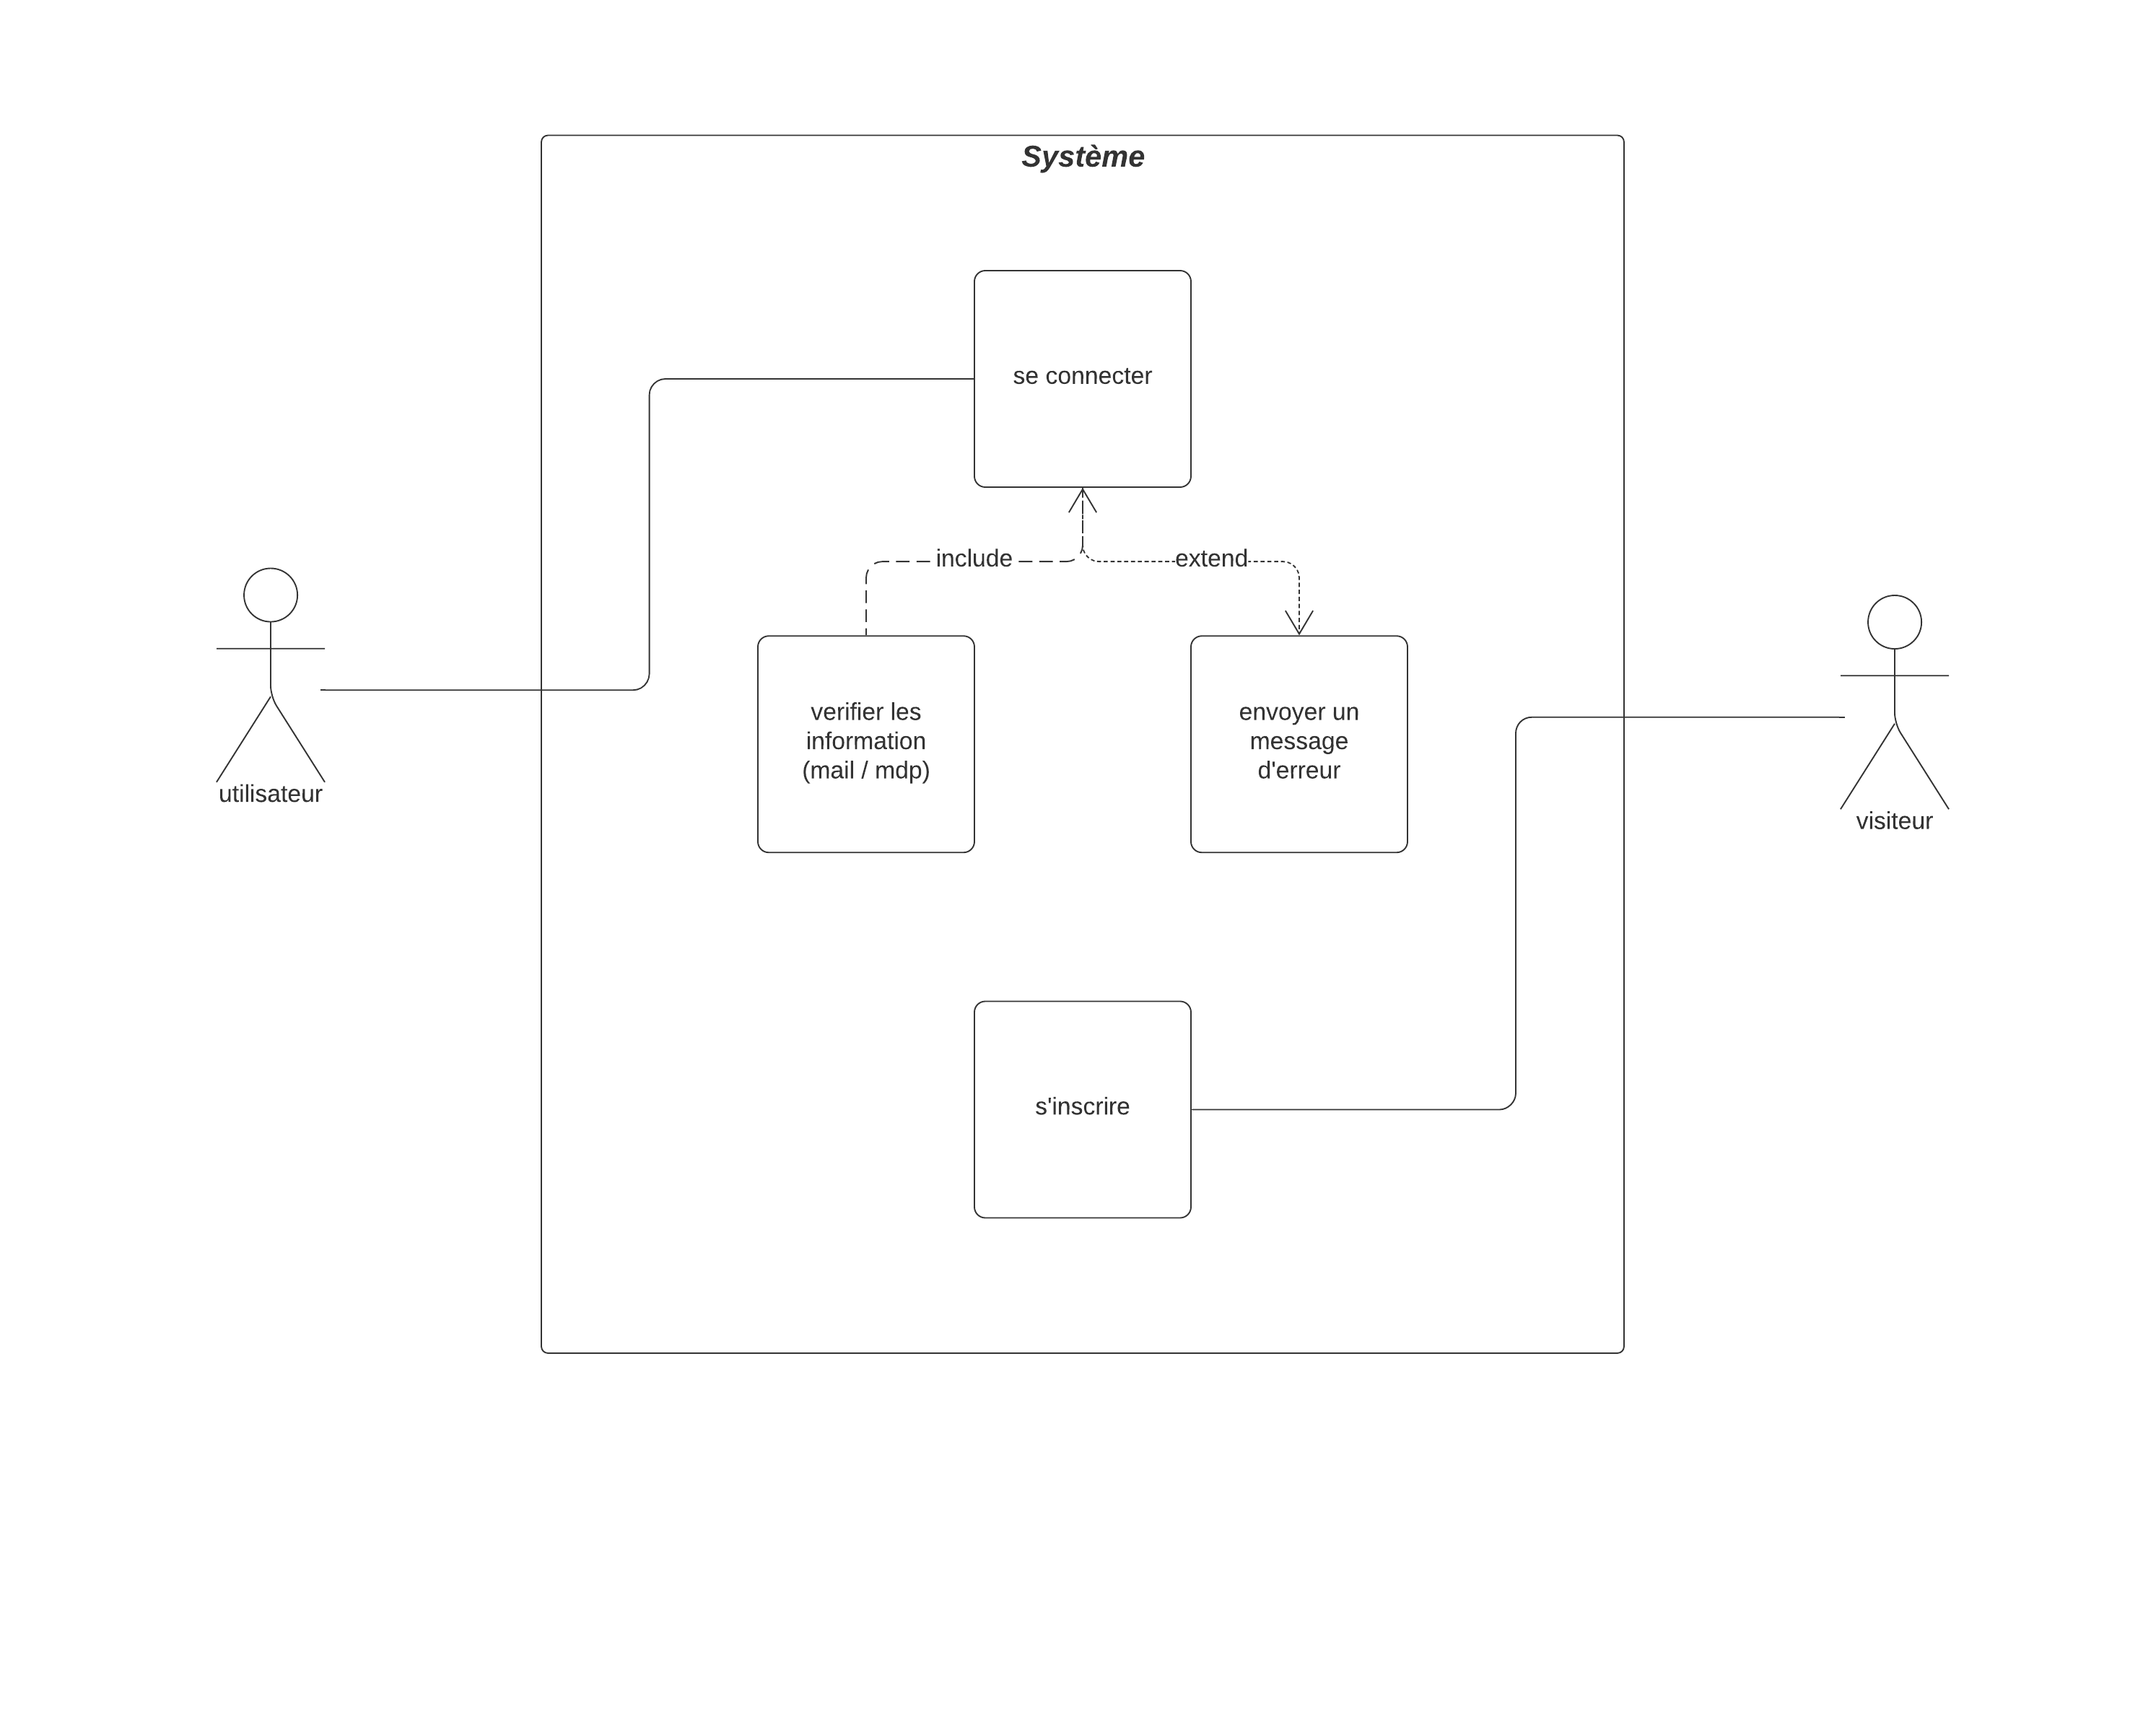 Système
se connecter
include
extend
verifier les
information
(mail / mdp)
envoyer un
message
d'erreur
utilisateur
visiteur
s'inscrire